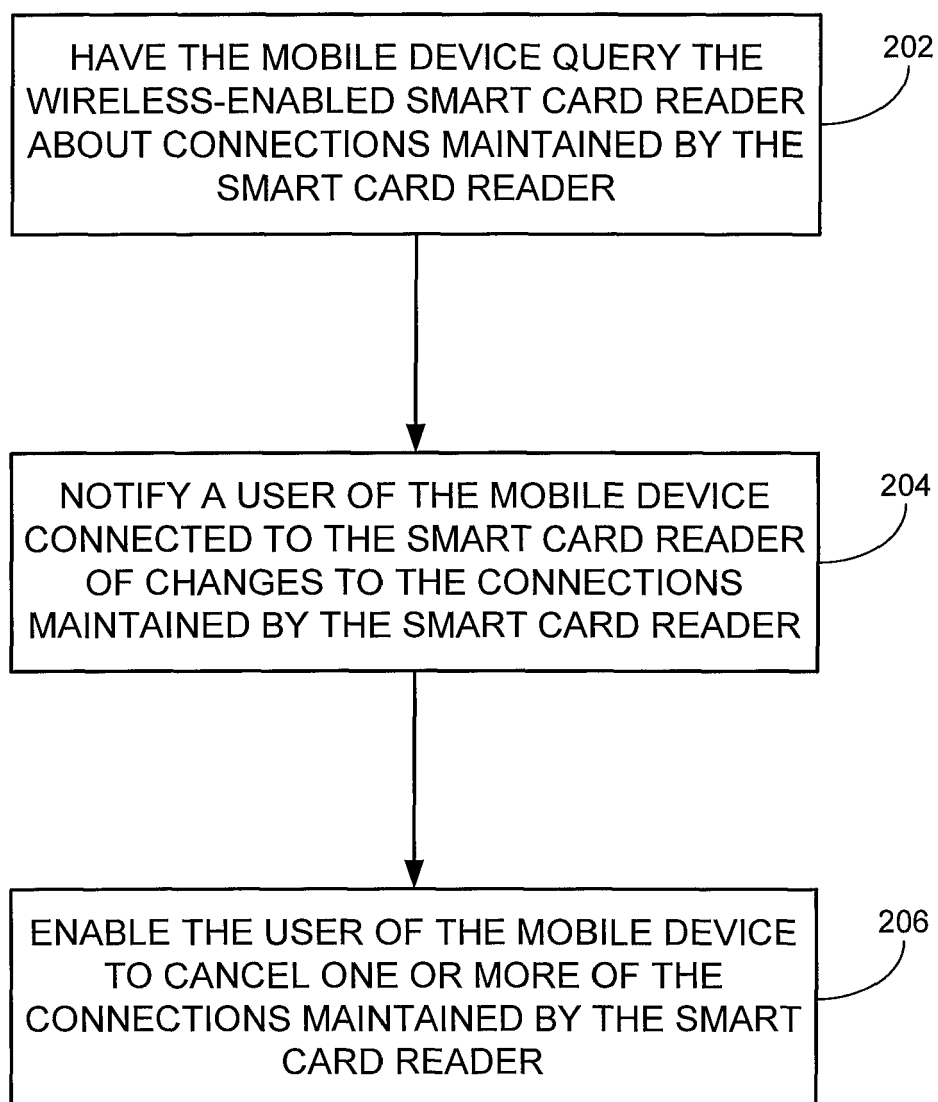 HAVE THE MOBILE DEVICE QUERY THE
WIRELESS-ENABLED SMART CARD READER
ABOUT CONNECTIONS MAINTAINED BY THE
SMART CARD READER
202
NOTIFY A USER OF THE MOBILE DEVICE
CONNECTED TO THE SMART CARD READER
OF CHANGES TO THE CONNECTIONS
MAINTAINED BY THE SMART CARD READER
204
ENABLE THE USER OF THE MOBILE DEVICE
TO CANCEL ONE OR MORE OF THE
CONNECTIONS MAINTAINED BY THE SMART
CARD READER
206